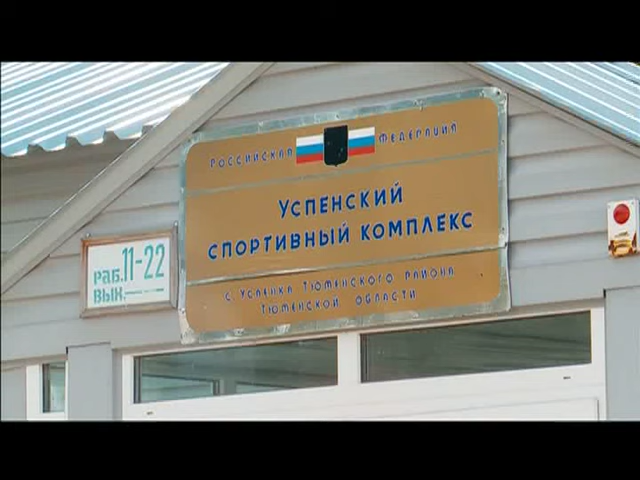 РОССИЙСКАЯ ФЕДЕРАЦИЯ
УСПЕНСКИЙ
СПОРТИВНЫЙ КОМПЛЕКС
С. УСПЕНКА ТЮМЕНСКОГО РАЙОНА
ТЮМЕНСКОЙ ОБЛАСТИ
РАБ. 11-22
ВЫХ. ——